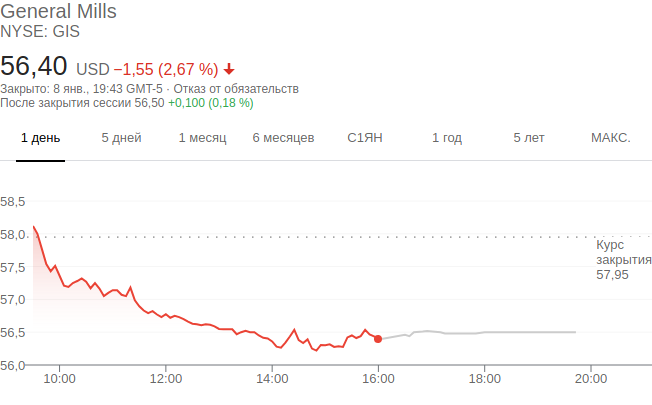 General Mills
NYSE: GIS
56,40 USD −1,55 (2,67 %)
Закрыто: 8 янв., 19:43 GMT-5 · Отказ от обязательств
После закрытия сессии 56,50 +0,100 (0,18 %)
1 день 5 дней 1 месяц 6 месяцев С1ЯН 1 год 5 лет МАКС.
58,5
58,0
Курс
закрытия
57,95
57,5
57,0
56,5
56,0
10:00 12:00 14:00 16:00 18:00 20:00